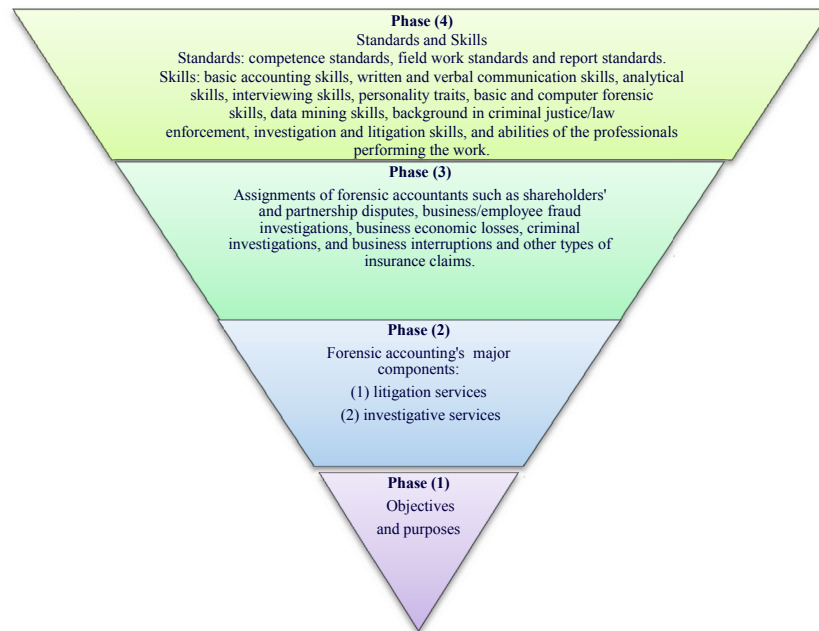 Phase (4)
Standards and Skills
Standards: competence standards, field work standards and report standards.
Skills: basic accounting skills, written and verbal communication skills, analytical
skills, interviewing skills, personality traits, basic and computer forensic
skills, data mining skills, background in criminal justice/law
enforcement, investigation and litigation skills, and abilities of the professionals
performing the work.
Phase (3)
Assignments of forensic accountants such as shareholders'
and partnership disputes, business/employee fraud
investigations, business economic losses, criminal
investigations, and business interruptions and other types of
insurance claims.
Phase (2)
Forensic accounting's major
components:
(1) litigation services
(2) investigative services
Phase (1)
Objectives
and purposes